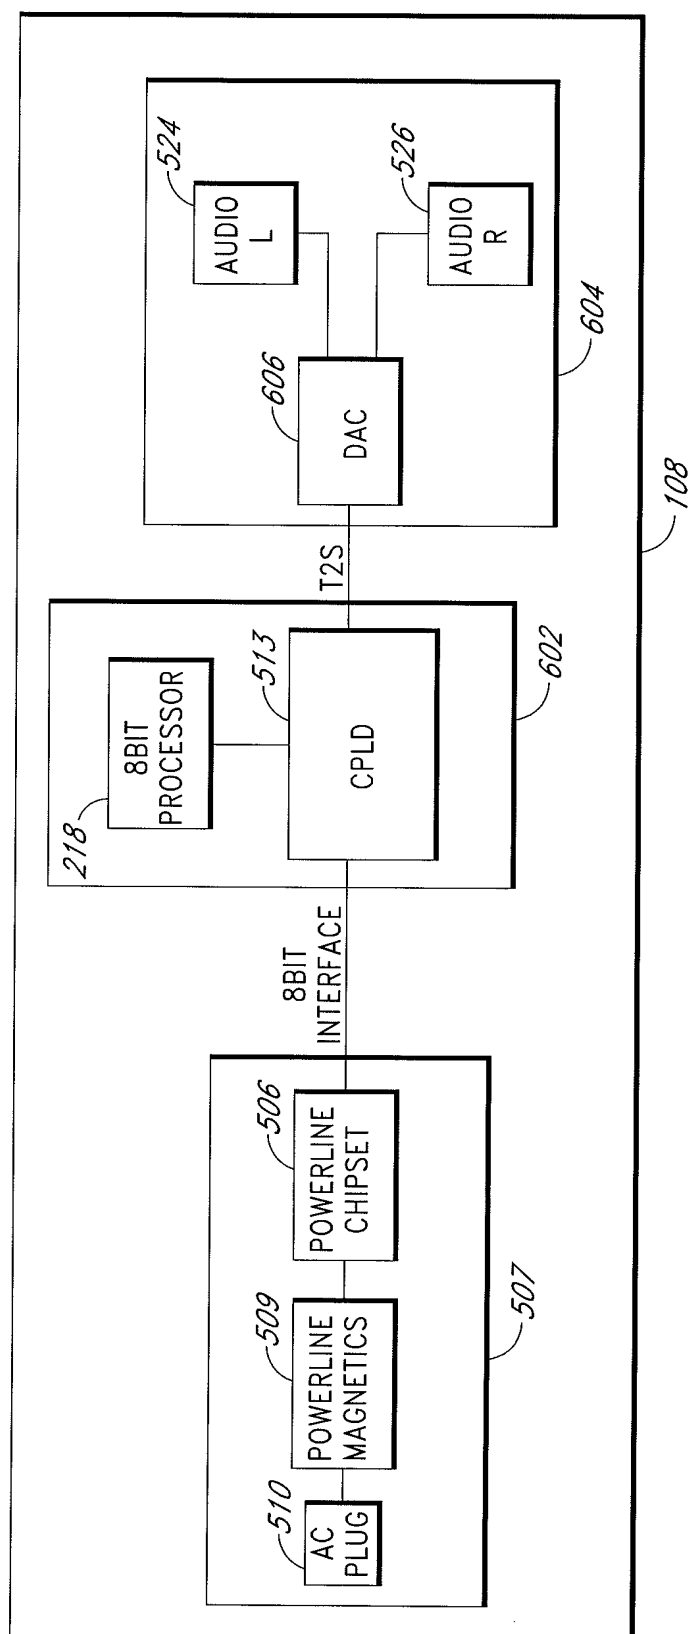 510
AC
PLUG
509
POWERLINE
MAGNETICS
506
POWERLINE
CHIPSET
507
8BIT
INTERFACE
218
8BIT
PROCESSOR
513
CPLD
602
T2S
606
DAC
524
AUDIO
L
526
AUDIO
R
604
108